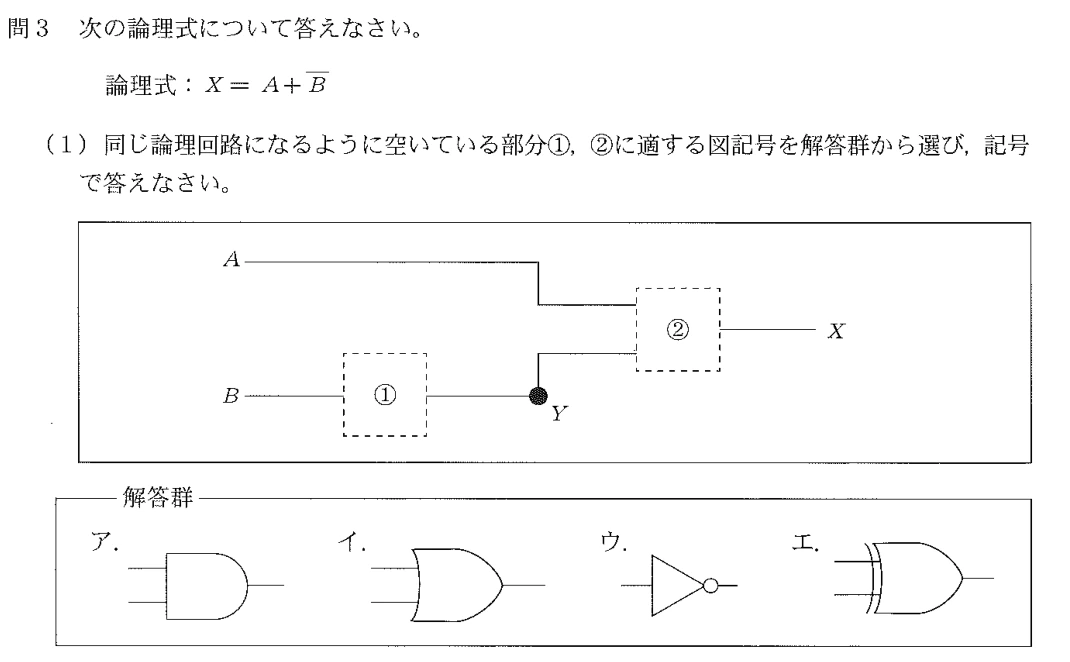 問3 次の論理式について答えなさい。
論理式：X = A + B̅
（1）同じ論理回路になるように空いている部分①，②に適する図記号を解答群から選び，記号
で答えなさい。
A
②
X
B
①
Y
解答群
ア．
イ．
ウ．
エ．